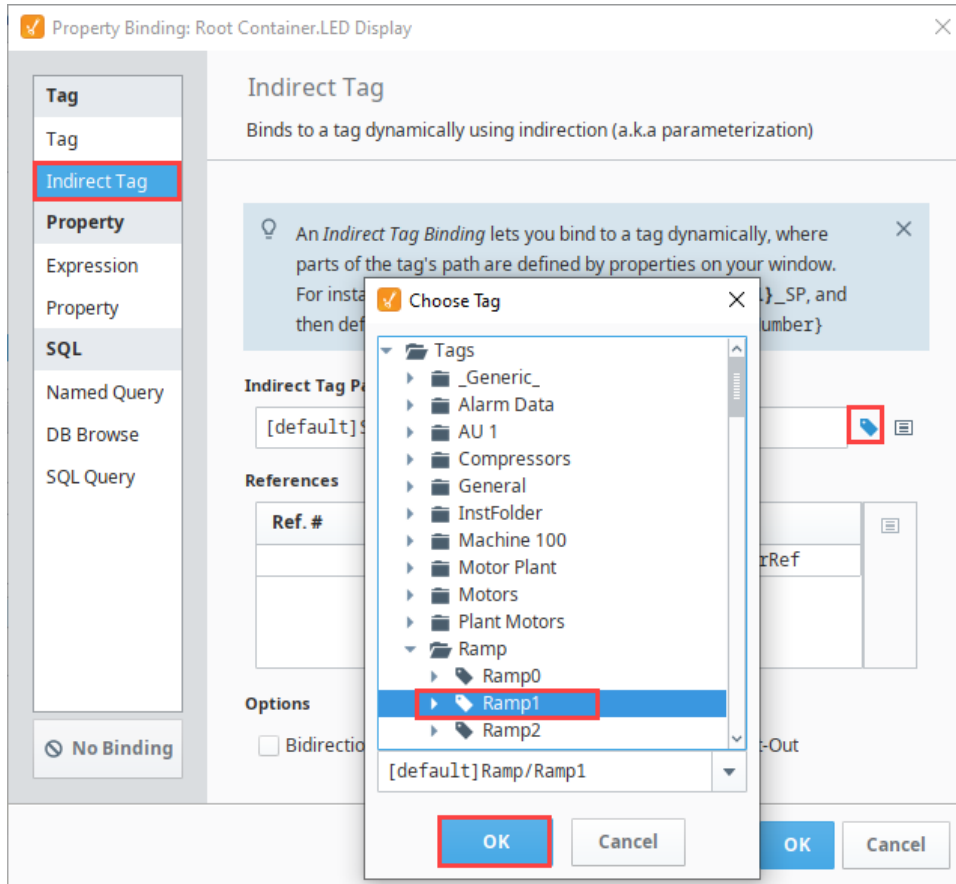 Property Binding: Root Container.LED Display
Tag
Tag
Indirect Tag
Property
Expression
Property
SQL
Named Query
DB Browse
SQL Query
No Binding
Indirect Tag
Binds to a tag dynamically using indirection (a.k.a parameterization)
An Indirect Tag Binding lets you bind to a tag dynamically, where
parts of the tag's path are defined by properties on your window.
For insta }_SP, and
then def umber}
Indirect Tag Pa
[default]S
References
Ref. #
rRef
Options
Bidirectio t-Out
OK
Cancel
Choose Tag
Tags
_Generic_
Alarm Data
AU 1
Compressors
General
InstFolder
Machine 100
Motor Plant
Motors
Plant Motors
Ramp
Ramp0
Ramp1
Ramp2
[default]Ramp/Ramp1
OK
Cancel